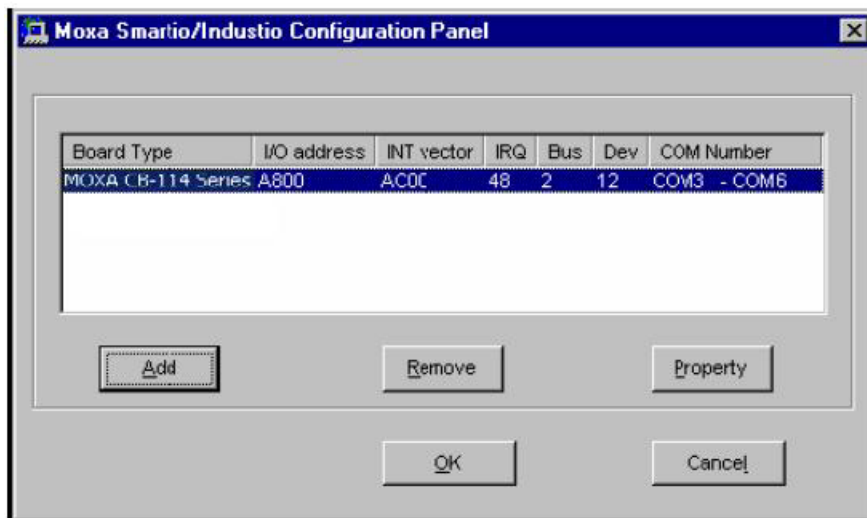 Moxa Smartio/Industio Configuration Panel
Board Type I/O address INT vector IRQ Bus Dev COM Number
MOXA CB-114 Series A800 AC00 48 2 12 COM3 - COM6
Add Remove Property
OK Cancel